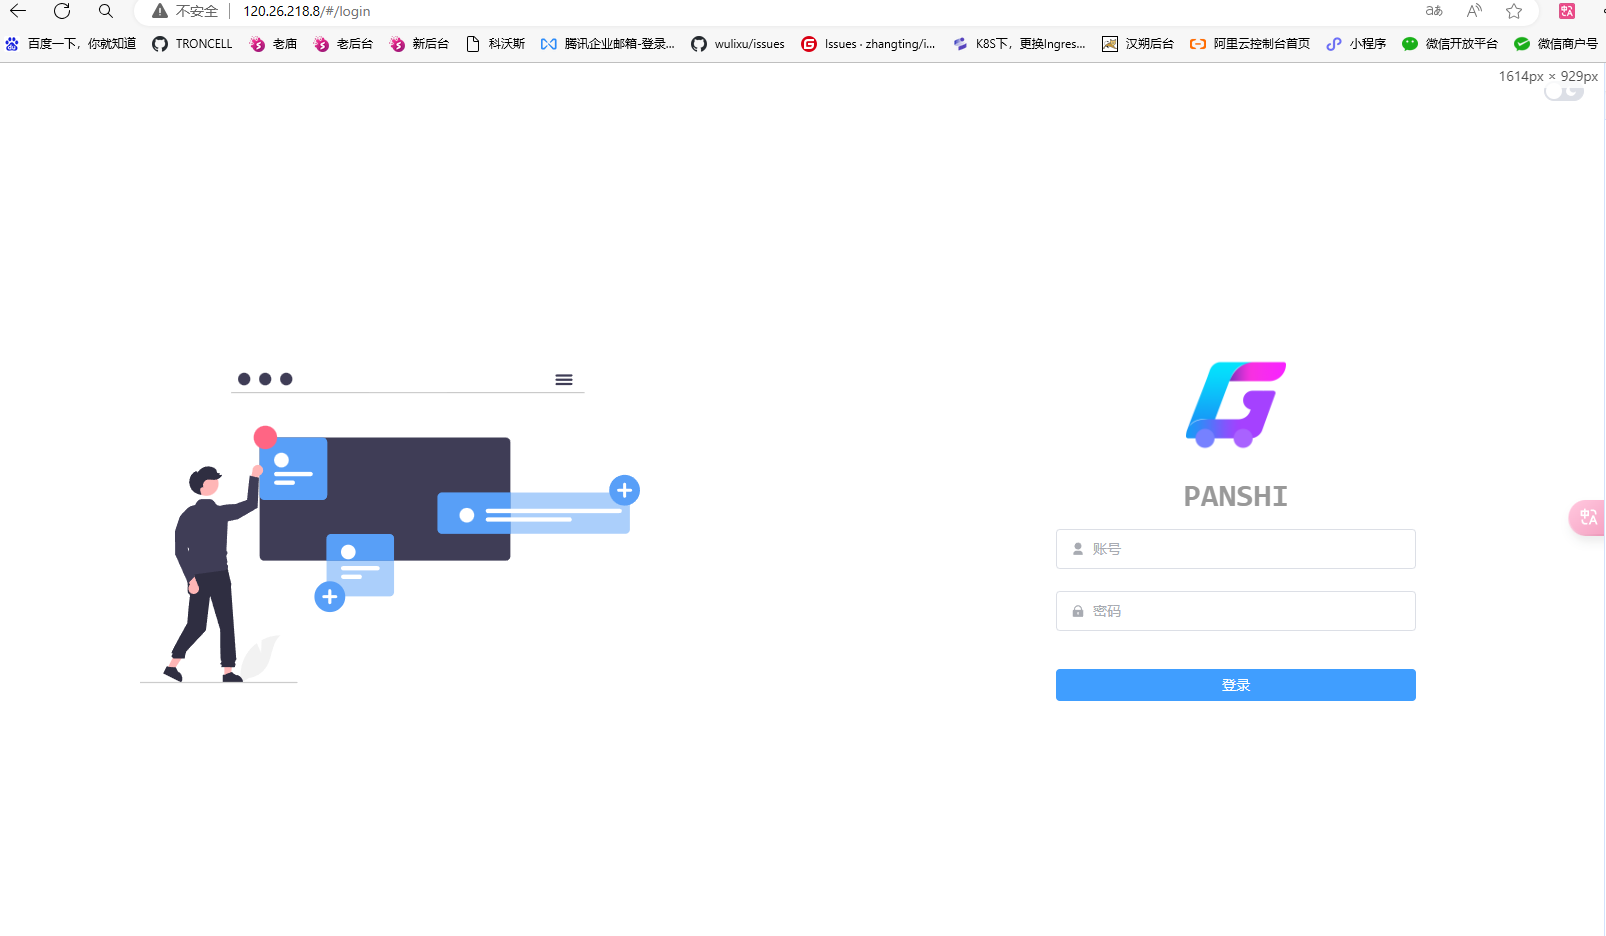 不安全 120.26.218.8/#/login aあ A
百度一下，你就知道 TRONCELL 老庙 老后台 新后台 科沃斯 腾讯企业邮箱-登录... wulixu/issues Issues · zhangting/i... K8S下，更换Ingres... 汉朔后台 阿里云控制台首页 小程序 微信开放平台 微信商户号
1614px × 929px
PANSHI
账号
密码
登录